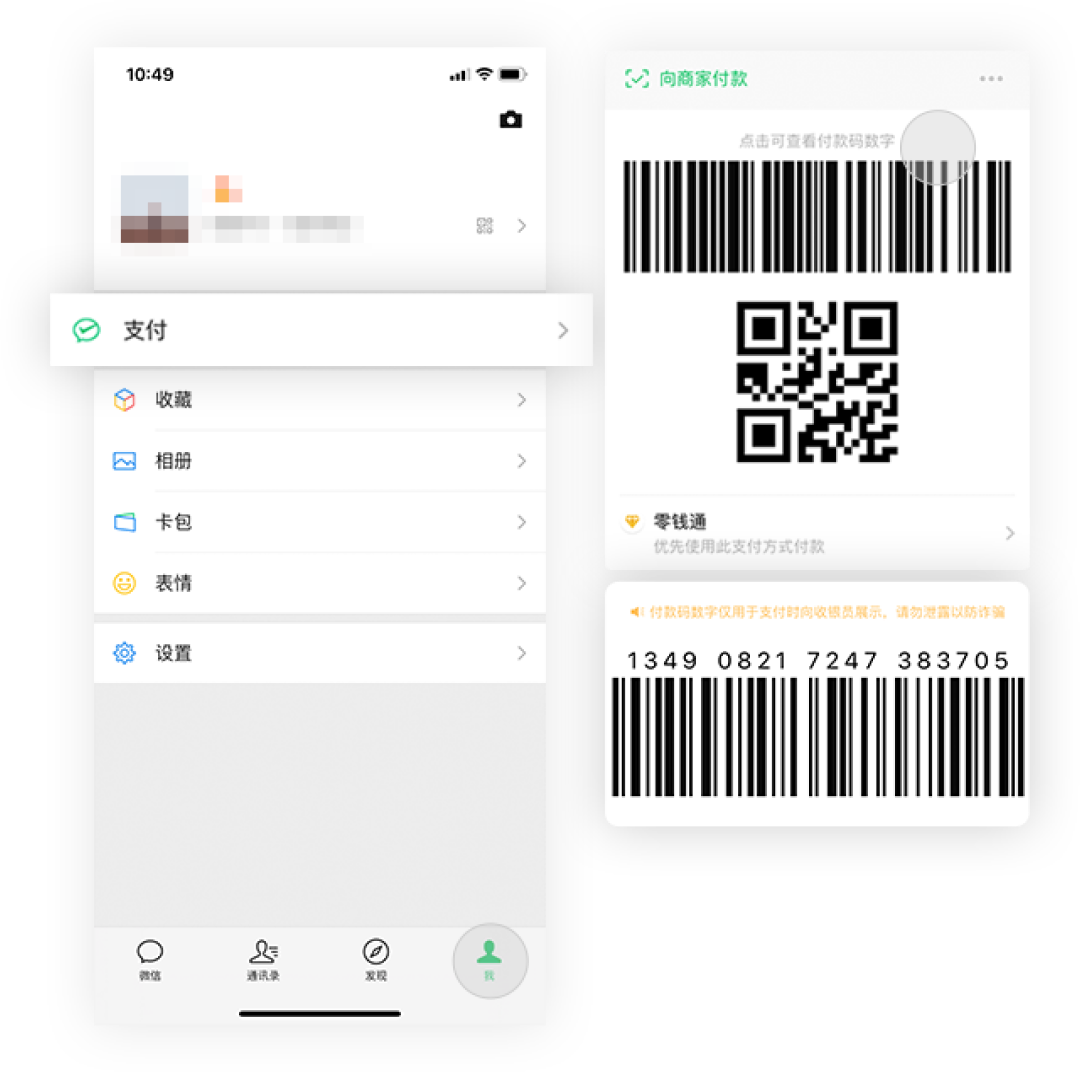 10:49
支付
收藏
相册
卡包
表情
设置
微信
通讯录
发现
我
向商家付款
点击可查看付款码数字
零钱通
优先使用此支付方式付款
付款码数字仅用于支付时向收银员展示，请勿泄露以防诈骗
1349 0821 7247 383705